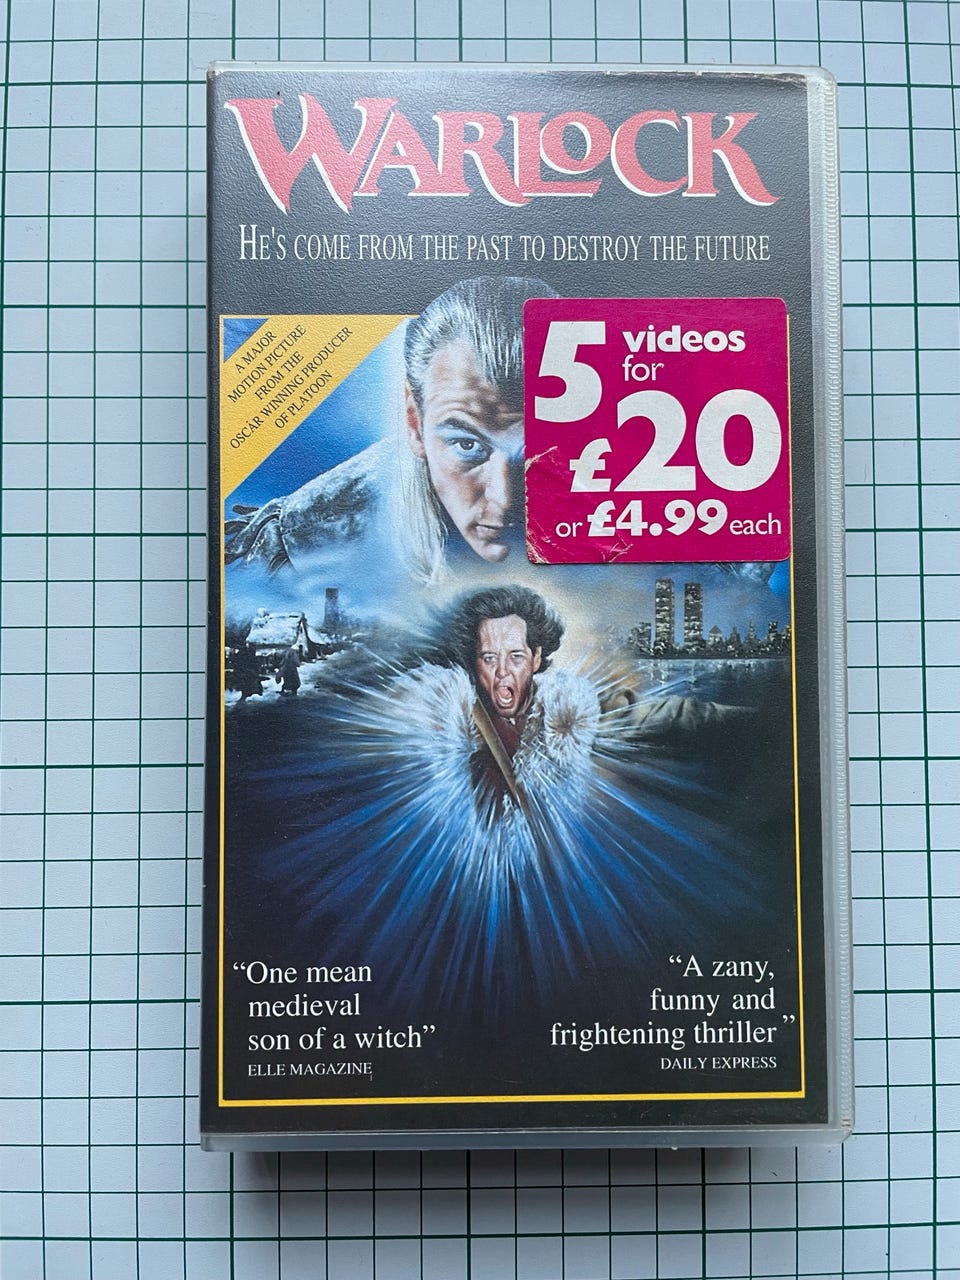 WARLOCK
HE'S COME FROM THE PAST TO DESTROY THE FUTURE
A MAJOR
MOTION PICTURE
FROM THE
OSCAR WINNING PRODUCER
OF PLATOON
5 videos
for
£20
or £4.99 each
“One mean
medieval
son of a witch”
ELLE MAGAZINE
“A zany,
funny and
frightening thriller”
DAILY EXPRESS